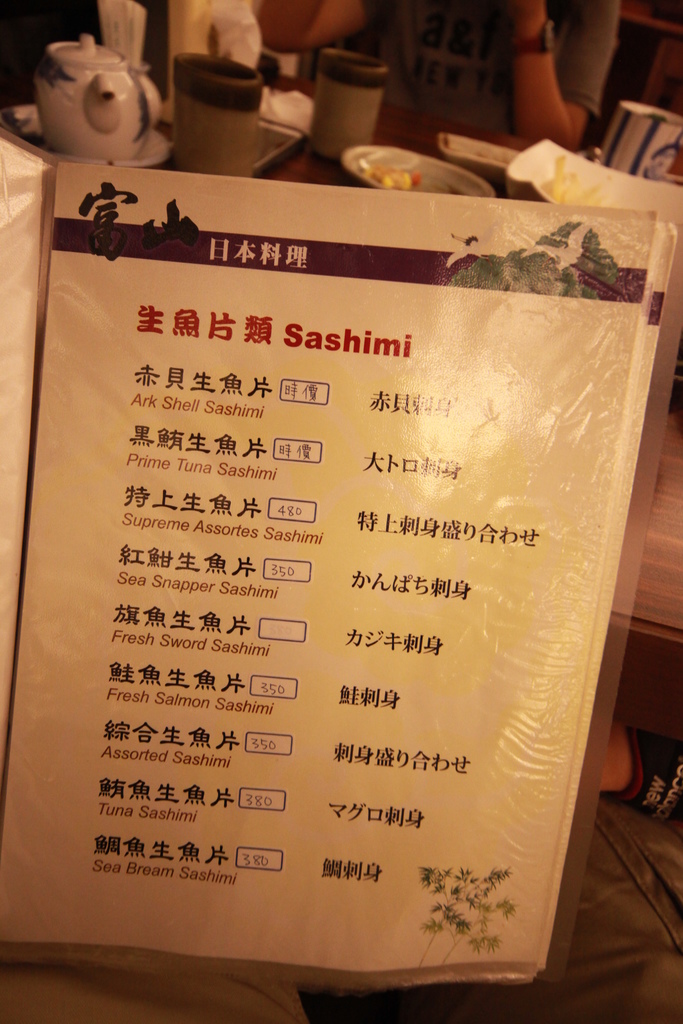 a&f
NEW YO
富山
日本料理
生魚片類 Sashimi
赤貝生魚片 時價 赤貝刺身
Ark Shell Sashimi
黑鮪生魚片 時價 大トロ刺身
Prime Tuna Sashimi
特上生魚片 480 特上刺身盛り合わせ
Supreme Assortes Sashimi
紅魽生魚片 350 かんぱち刺身
Sea Snapper Sashimi
旗魚生魚片 カジキ刺身
Fresh Sword Sashimi
鮭魚生魚片 350 鮭刺身
Fresh Salmon Sashimi
綜合生魚片 350 刺身盛り合わせ
Assorted Sashimi
鮪魚生魚片 380 マグロ刺身
Tuna Sashimi
鯛魚生魚片 380 鯛刺身
Sea Bream Sashimi